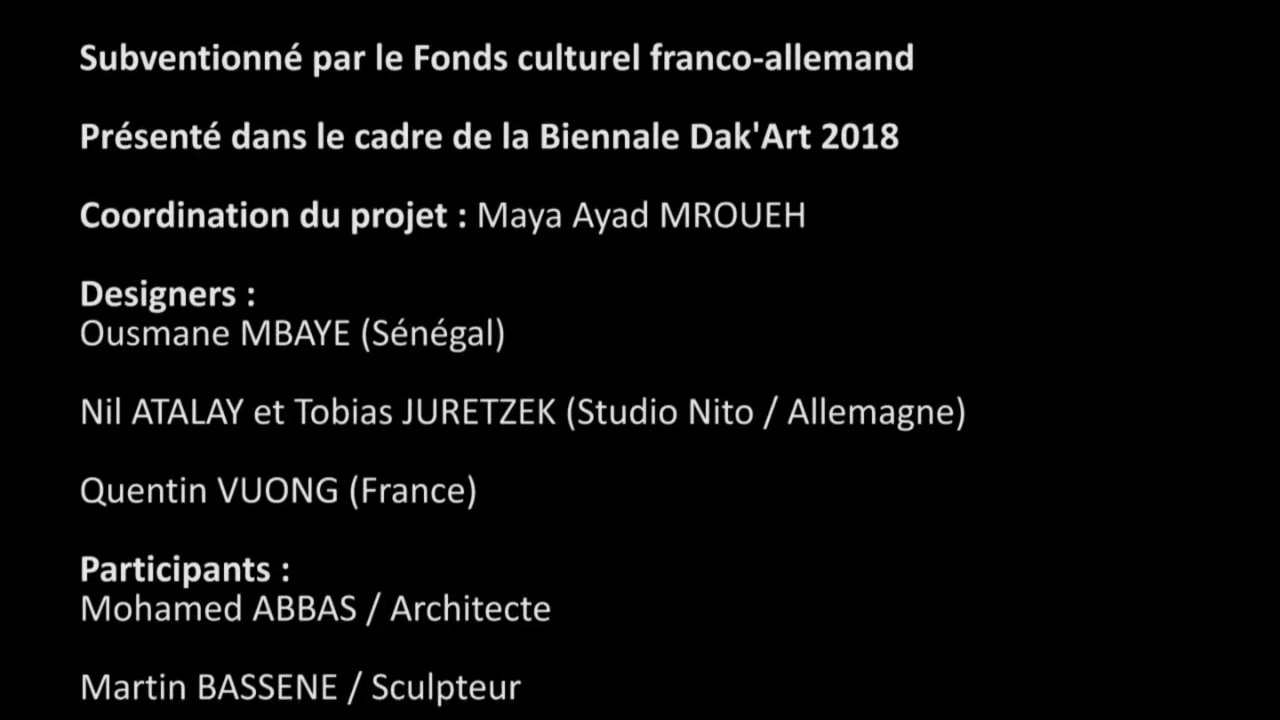 Subventionné par le Fonds culturel franco-allemand
Présenté dans le cadre de la Biennale Dak'Art 2018
Coordination du projet : Maya Ayad MROUEH
Designers :
Ousmane MBAYE (Sénégal)
Nil ATALAY et Tobias JURETZEK (Studio Nito / Allemagne)
Quentin VUONG (France)
Participants :
Mohamed ABBAS / Architecte
Martin BASSENE / Sculpteur